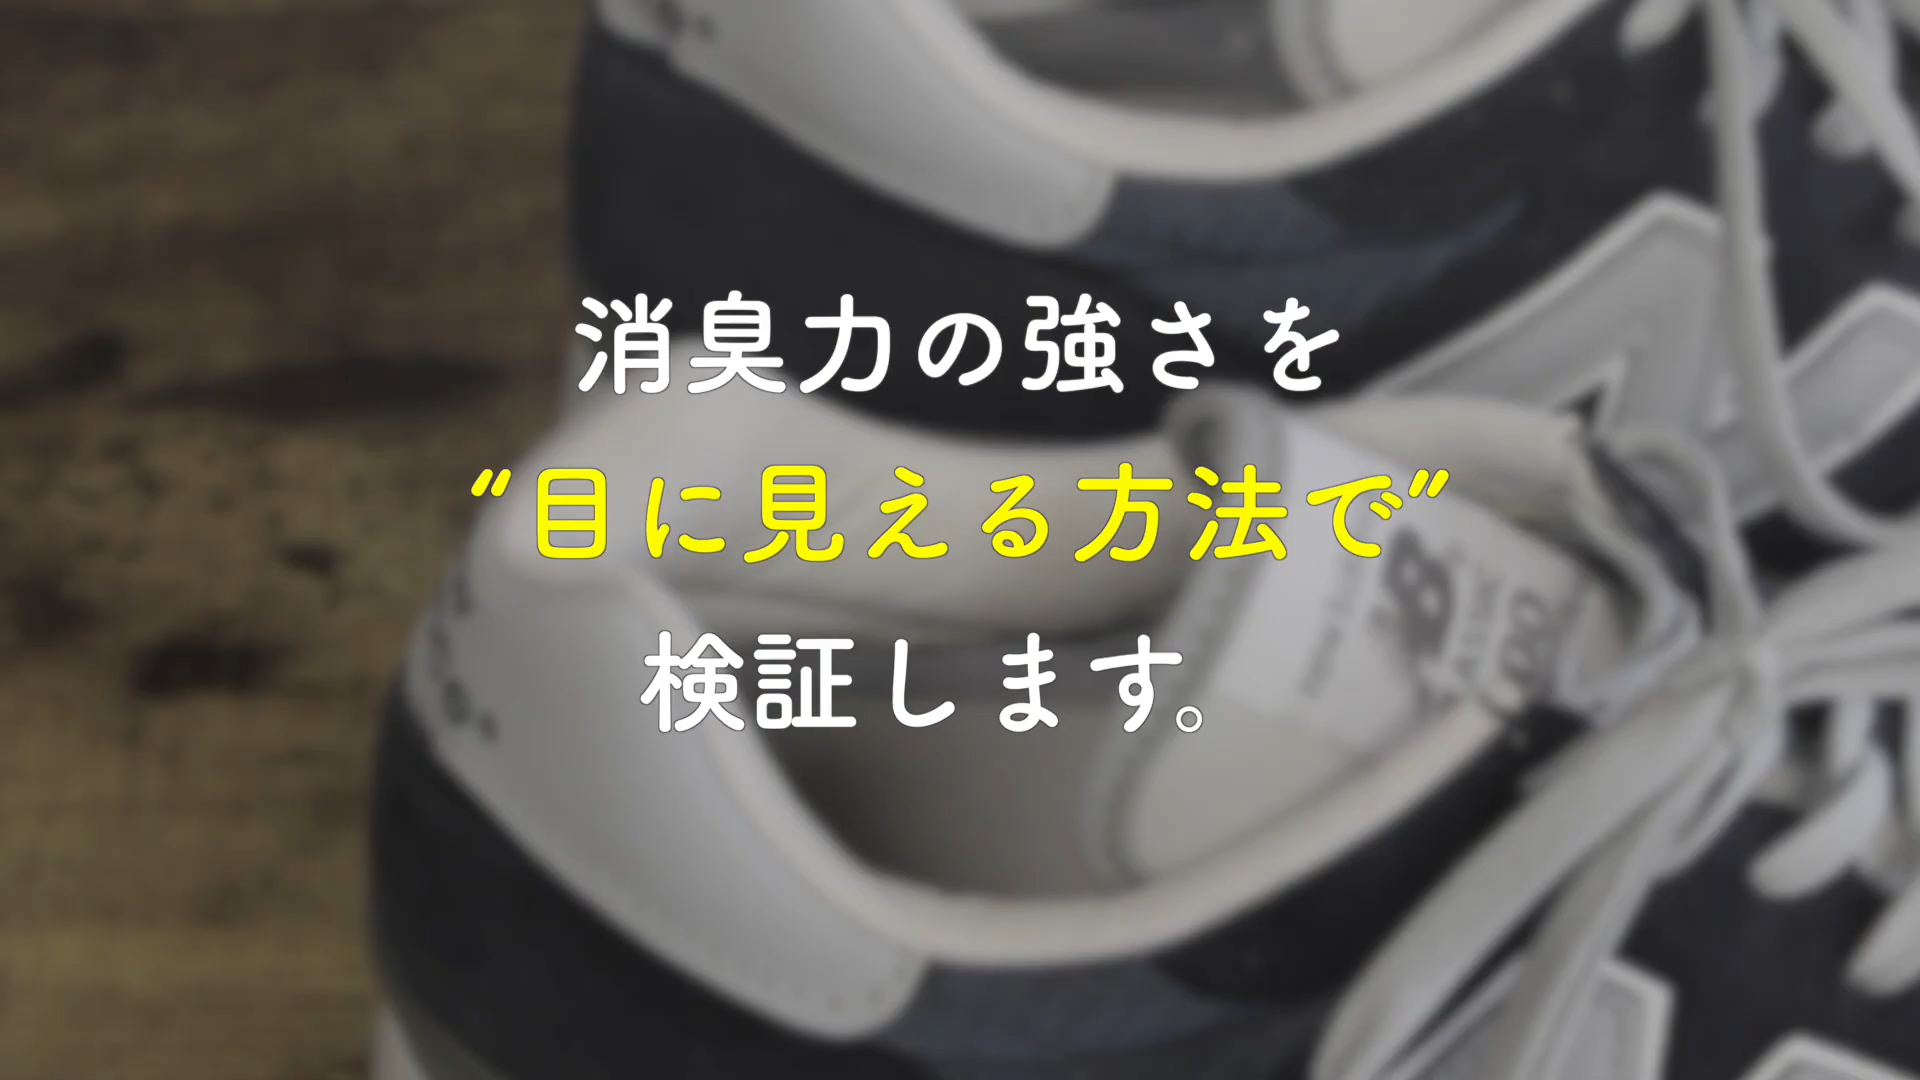 消臭力の強さを
“目に見える方法で”
検証します。